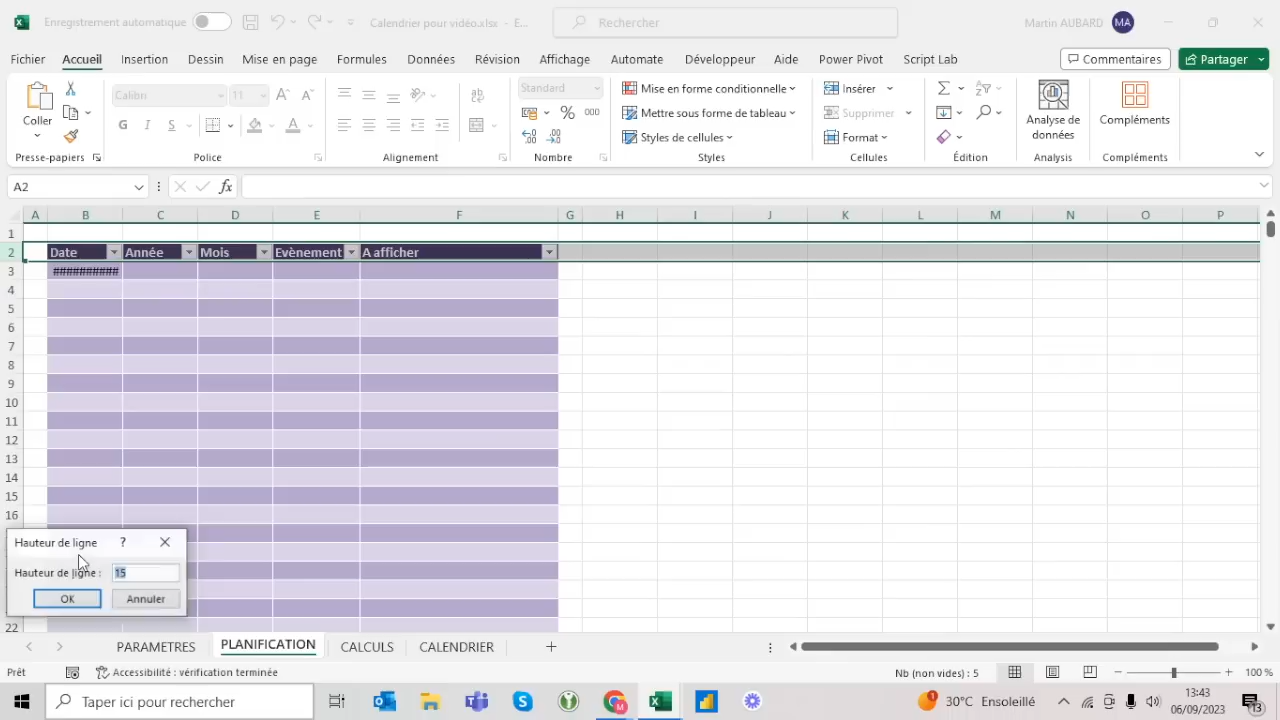 Enregistrement automatique
Calendrier pour vidéo.xlsx - E...
Rechercher
Martin AUBARD
MA
Fichier Accueil Insertion Dessin Mise en page Formules Données Révision Affichage Automate Développeur Aide Power Pivot Script Lab
Commentaires
Partager
Coller
Calibri
11
G I S
Standard
% 000
Mise en forme conditionnelle
Mettre sous forme de tableau
Styles de cellules
Insérer
Supprimer
Format
Analyse de
données
Compléments
Presse-papiers Police Alignement Nombre Styles Cellules Édition Analysis Compléments
A2
fx
A B C D E F G H I J K L M N O P
1
2 Date Année Mois Evènement A afficher
3 ##########
4
5
6
7
8
9
10
11
12
13
14
15
16
22
Hauteur de ligne ?
Hauteur de ligne : 15
OK Annuler
PARAMETRES PLANIFICATION CALCULS CALENDRIER
Prêt
Accessibilité : vérification terminée
Nb (non vides) : 5
100 %
Taper ici pour rechercher
1
30°C Ensoleillé
13:43
06/09/2023
13